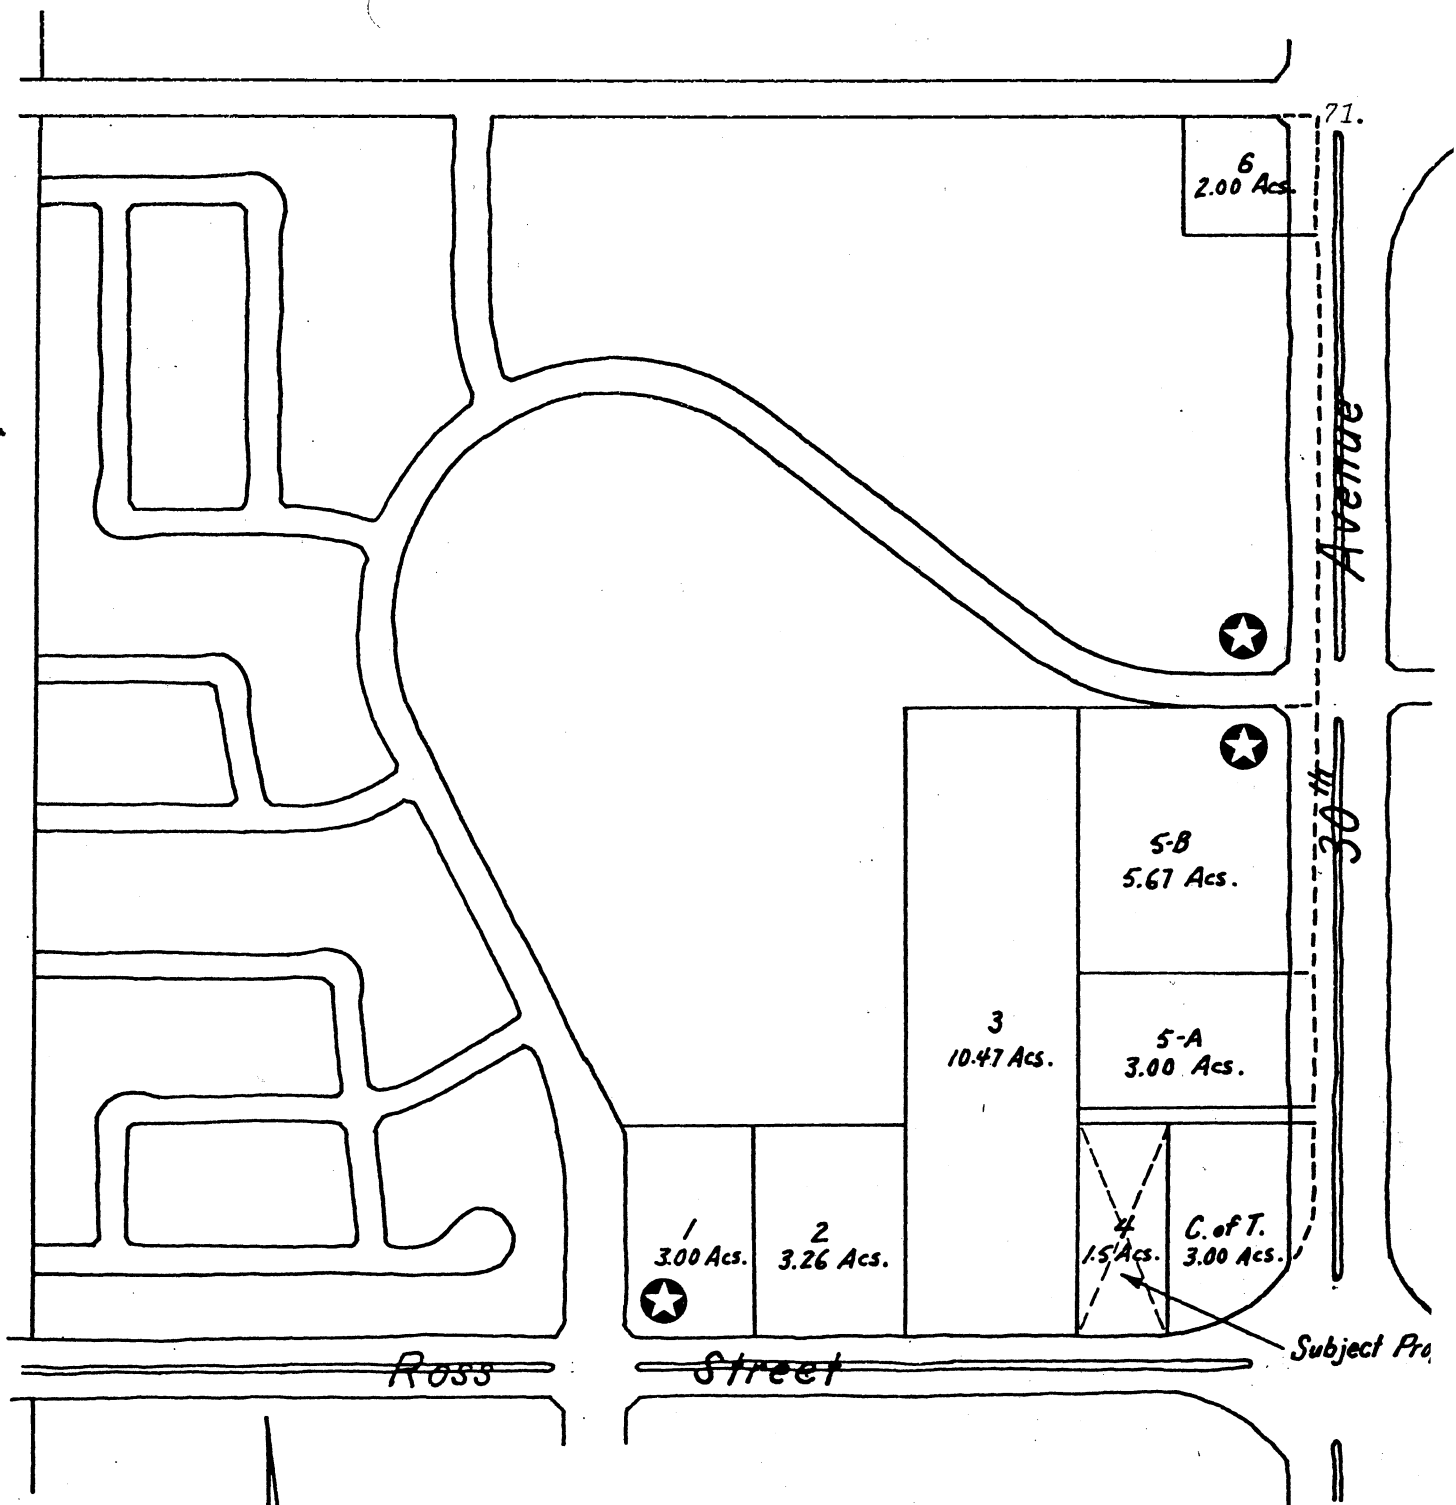 71.
6
2.00 Acs.
Avenue
30th
5-B
5.67 Acs.
3
10.47 Acs.
5-A
3.00 Acs.
1
3.00 Acs.
2
3.26 Acs.
4
1.5 Acs.
C. of T.
3.00 Acs.
Subject
Ross Street